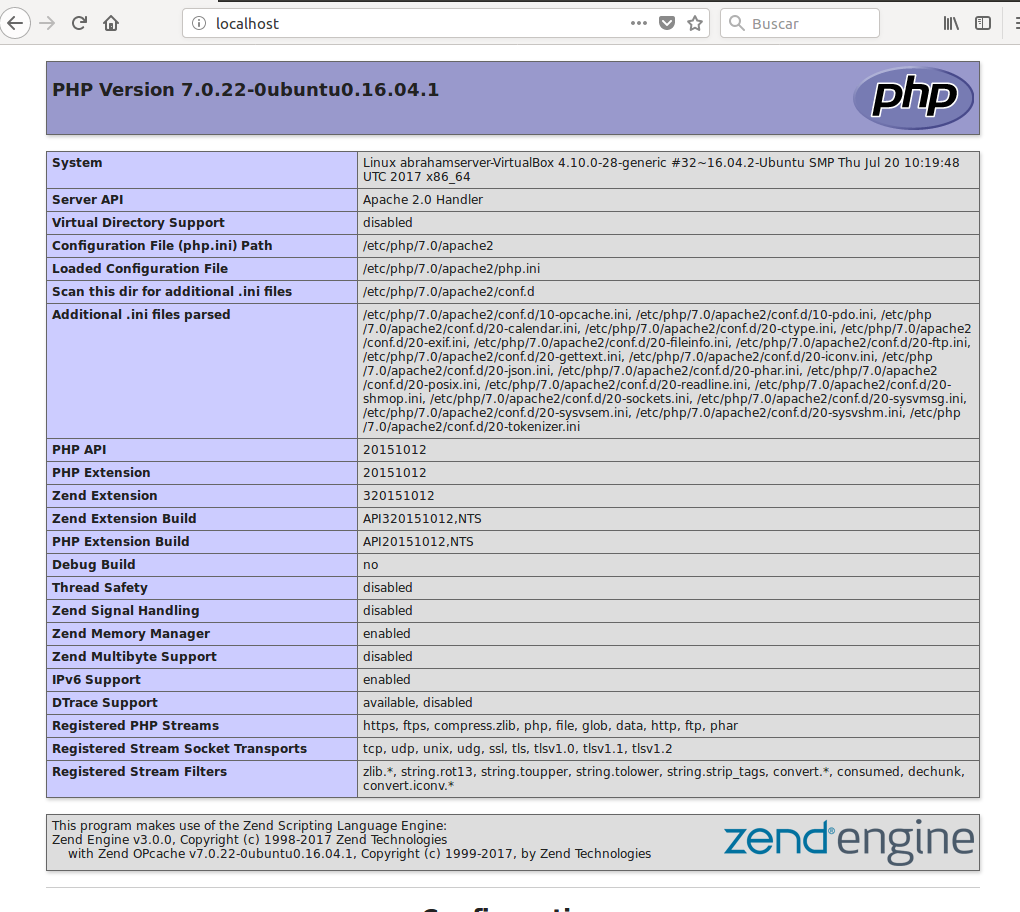 localhost
Buscar
PHP Version 7.0.22-0ubuntu0.16.04.1
php
System
Linux abrahamserver-VirtualBox 4.10.0-28-generic #32~16.04.2-Ubuntu SMP Thu Jul 20 10:19:48
UTC 2017 x86_64
Server API
Apache 2.0 Handler
Virtual Directory Support
disabled
Configuration File (php.ini) Path
/etc/php/7.0/apache2
Loaded Configuration File
/etc/php/7.0/apache2/php.ini
Scan this dir for additional .ini files
/etc/php/7.0/apache2/conf.d
Additional .ini files parsed
/etc/php/7.0/apache2/conf.d/10-opcache.ini, /etc/php/7.0/apache2/conf.d/10-pdo.ini, /etc/php
/7.0/apache2/conf.d/20-calendar.ini, /etc/php/7.0/apache2/conf.d/20-ctype.ini, /etc/php/7.0/apache2
/conf.d/20-exif.ini, /etc/php/7.0/apache2/conf.d/20-fileinfo.ini, /etc/php/7.0/apache2/conf.d/20-ftp.ini,
/etc/php/7.0/apache2/conf.d/20-gettext.ini, /etc/php/7.0/apache2/conf.d/20-iconv.ini, /etc/php
/7.0/apache2/conf.d/20-json.ini, /etc/php/7.0/apache2/conf.d/20-phar.ini, /etc/php/7.0/apache2
/conf.d/20-posix.ini, /etc/php/7.0/apache2/conf.d/20-readline.ini, /etc/php/7.0/apache2/conf.d/20-
shmop.ini, /etc/php/7.0/apache2/conf.d/20-sockets.ini, /etc/php/7.0/apache2/conf.d/20-sysvmsg.ini,
/etc/php/7.0/apache2/conf.d/20-sysvsem.ini, /etc/php/7.0/apache2/conf.d/20-sysvshm.ini, /etc/php
/7.0/apache2/conf.d/20-tokenizer.ini
PHP API
20151012
PHP Extension
20151012
Zend Extension
320151012
Zend Extension Build
API320151012,NTS
PHP Extension Build
API20151012,NTS
Debug Build
no
Thread Safety
disabled
Zend Signal Handling
disabled
Zend Memory Manager
enabled
Zend Multibyte Support
disabled
IPv6 Support
enabled
DTrace Support
available, disabled
Registered PHP Streams
https, ftps, compress.zlib, php, file, glob, data, http, ftp, phar
Registered Stream Socket Transports
tcp, udp, unix, udg, ssl, tls, tlsv1.0, tlsv1.1, tlsv1.2
Registered Stream Filters
zlib.*, string.rot13, string.toupper, string.tolower, string.strip_tags, convert.*, consumed, dechunk,
convert.iconv.*
This program makes use of the Zend Scripting Language Engine:
Zend Engine v3.0.0, Copyright (c) 1998-2017 Zend Technologies
with Zend OPcache v7.0.22-0ubuntu0.16.04.1, Copyright (c) 1999-2017, by Zend Technologies
zend®engine